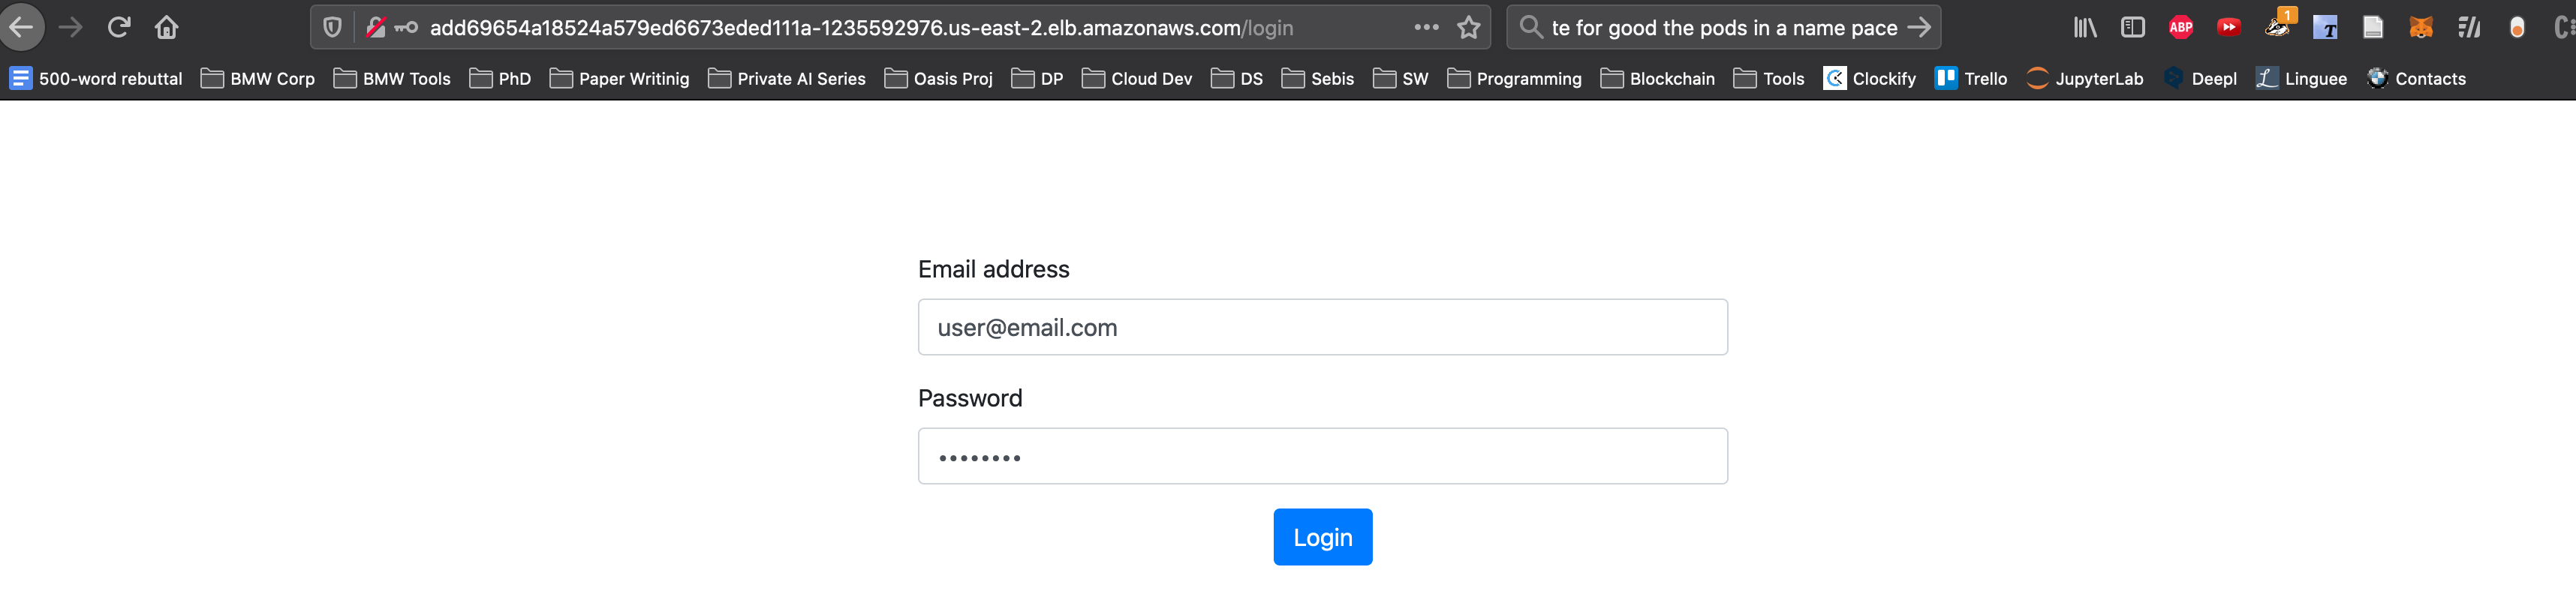 add69654a18524a579ed6673eded111a-1235592976.us-east-2.elb.amazonaws.com/login ••• te for good the pods in a name pace ABP 1 T
500-word rebuttal BMW Corp BMW Tools PhD Paper Writinig Private AI Series Oasis Proj DP Cloud Dev DS Sebis SW Programming Blockchain Tools Clockify Trello JupyterLab Deepl Linguee Contacts
Email address
user@email.com
Password
••••••••
Login